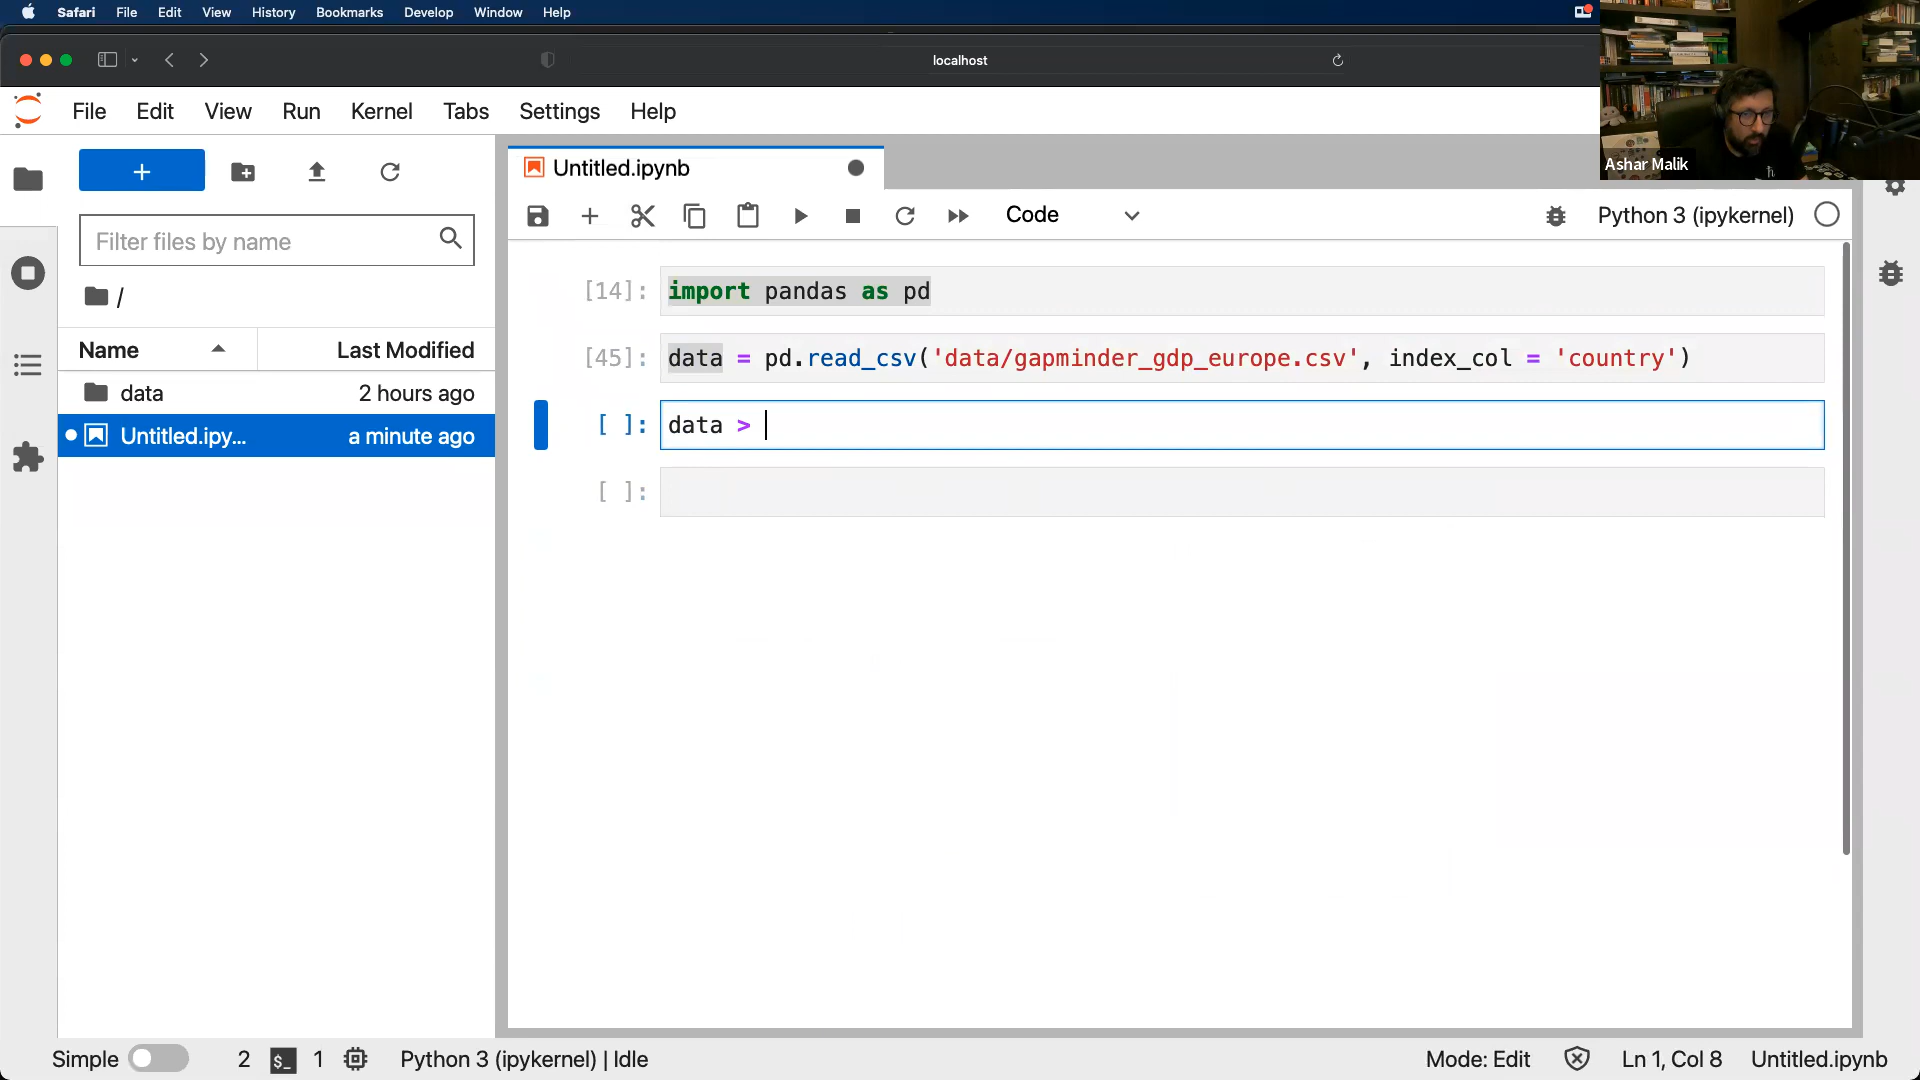 Safari File Edit View History Bookmarks Develop Window Help
localhost
Ashar Malik
File Edit View Run Kernel Tabs Settings Help
Untitled.ipynb
Code
Python 3 (ipykernel)
Filter files by name
/
Name Last Modified
data 2 hours ago
Untitled.ipy... a minute ago
[14]: import pandas as pd
[45]: data = pd.read_csv('data/gapminder_gdp_europe.csv', index_col = 'country')
[ ]: data >
[ ]:
Simple 2 $_ 1 Python 3 (ipykernel) | Idle Mode: Edit Ln 1, Col 8 Untitled.ipynb